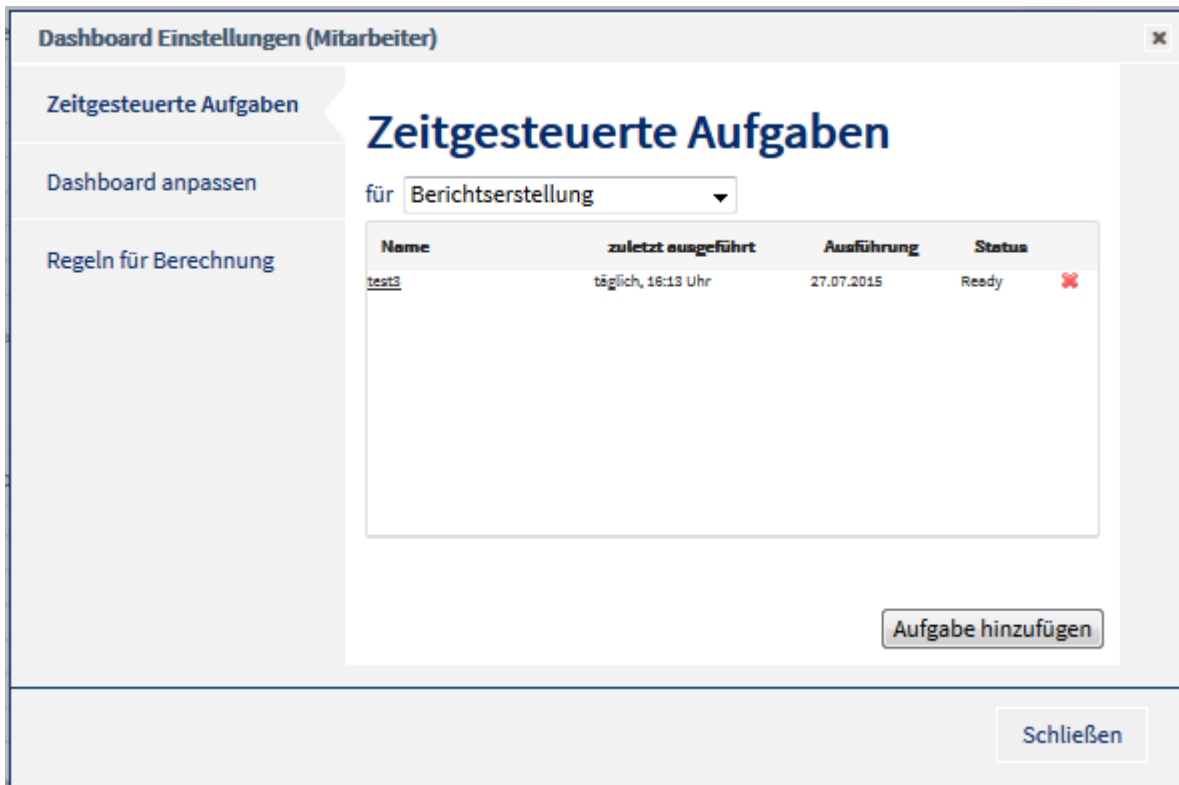 Dashboard Einstellungen (Mitarbeiter)
Zeitgesteuerte Aufgaben
Dashboard anpassen
Regeln für Berechnung
Zeitgesteuerte Aufgaben
für Berichtserstellung
Name zuletzt ausgeführt Ausführung Status
test3 täglich, 16:13 Uhr 27.07.2015 Ready
Aufgabe hinzufügen
Schließen